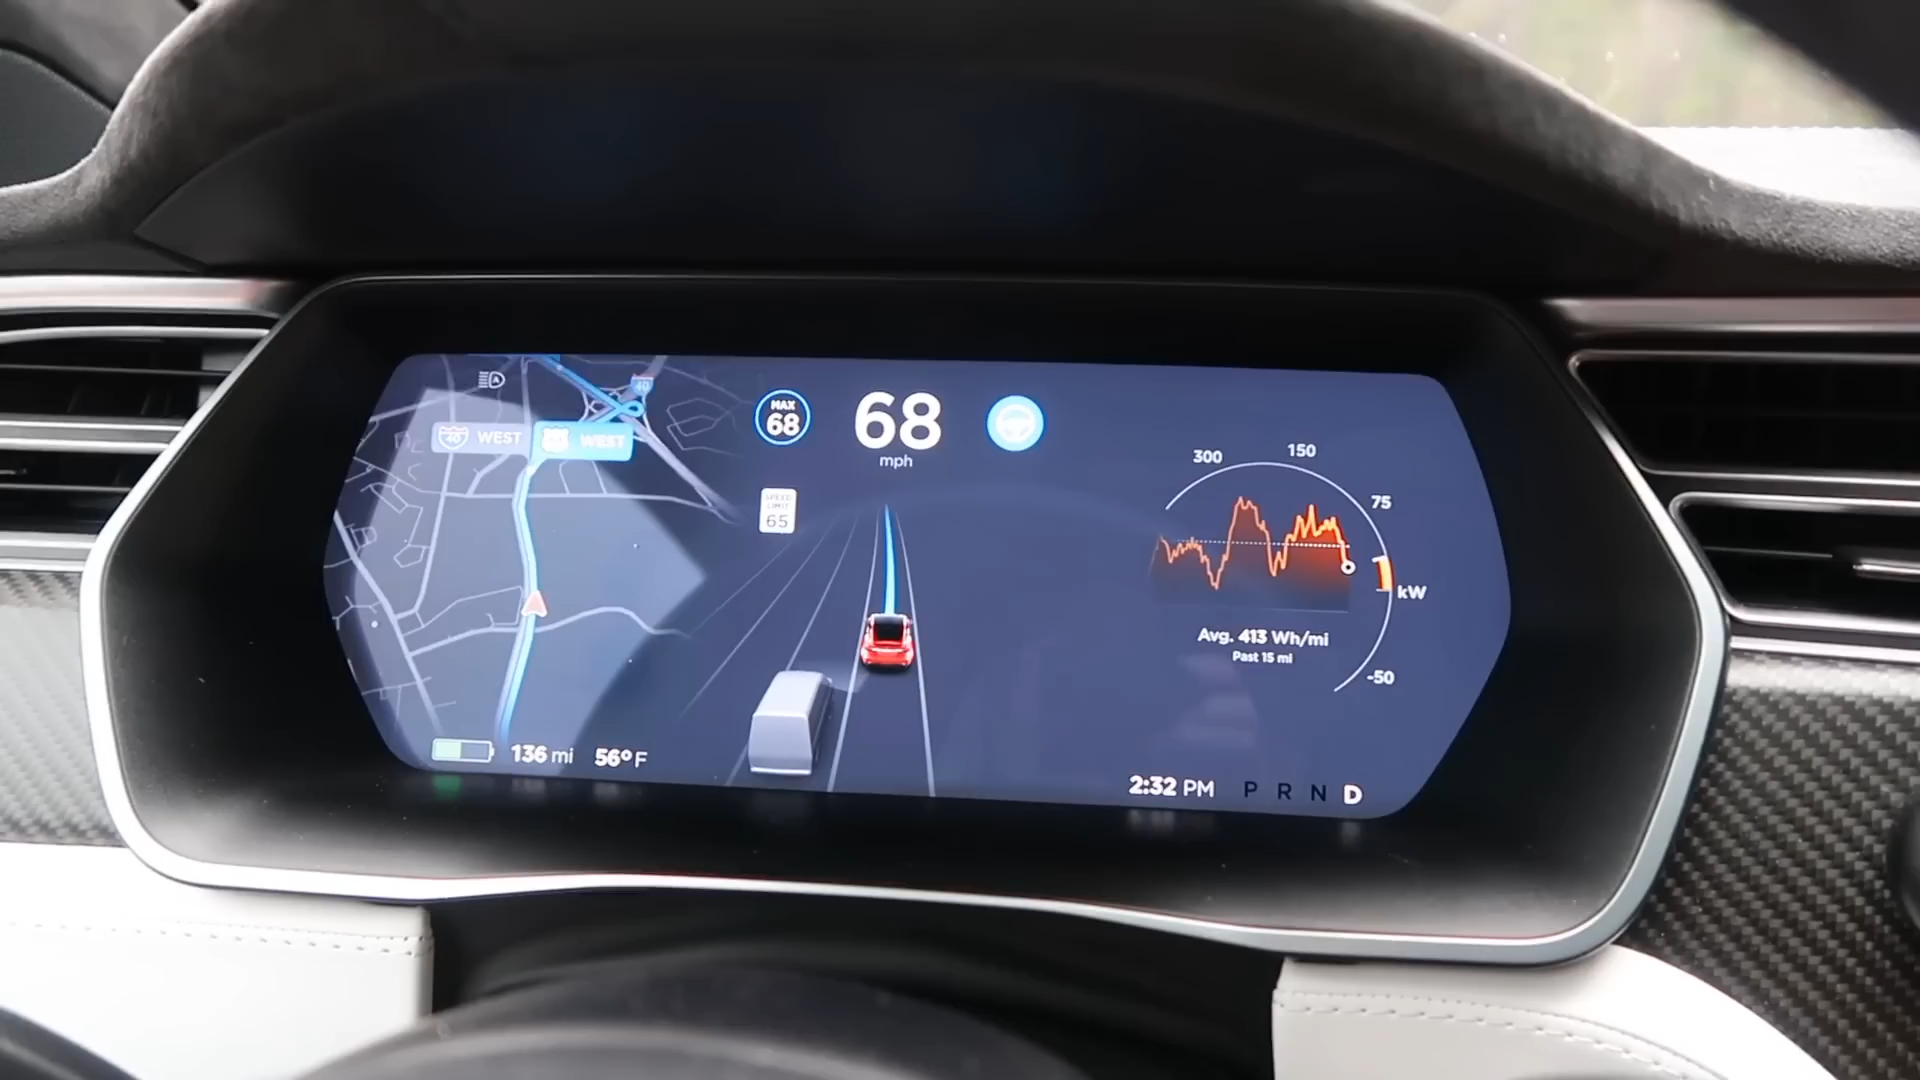 A
40
40 WEST
WEST
MAX
68
68
mph
SPEED
LIMIT
65
300
150
75
kW
-50
Avg. 413 Wh/mi
Past 15 mi
136 mi
56° F
2:32 PM
P R N D